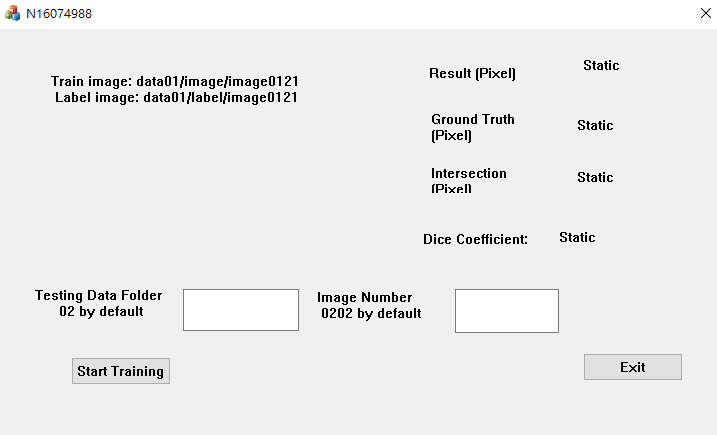 N16074988
Train image: data01/image/image0121
Label image: data01/label/image0121
Result (Pixel)
Static
Ground Truth
(Pixel)
Static
Intersection
(Pixel)
Static
Dice Coefficient:
Static
Testing Data Folder
02 by default
Image Number
0202 by default
Start Training
Exit